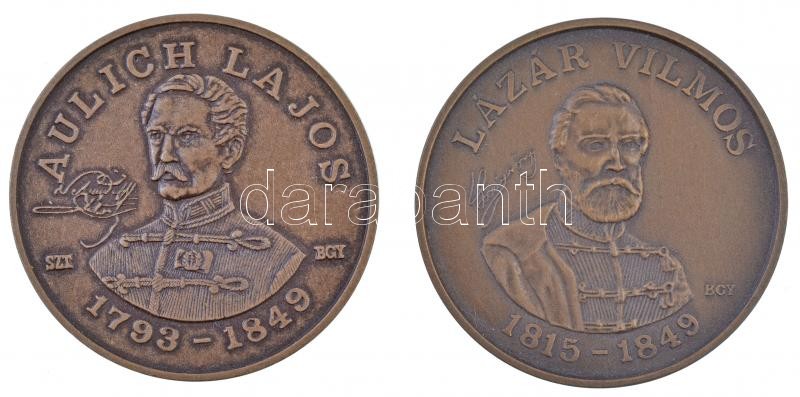 AULICH LAJOS
SZT
BGY
1793-1849
LÁZÁR VILMOS
BGY
1815-1849
darabanth